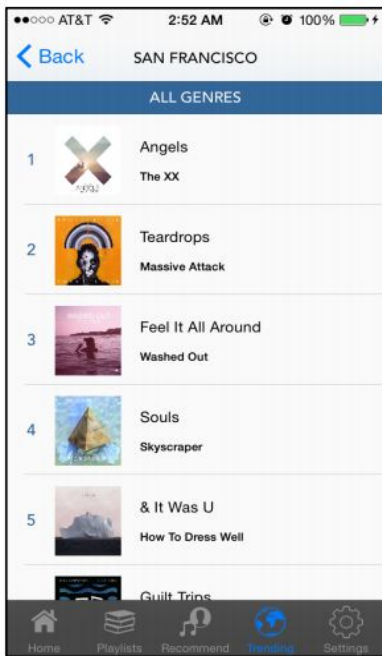 AT&T 2:52 AM 100%
Back SAN FRANCISCO
ALL GENRES
1 Angels
The XX
2 Teardrops
Massive Attack
3 Feel It All Around
Washed Out
4 Souls
Skyscraper
5 & It Was U
How To Dress Well
Guilt Trips
Home Playlists Recommend Trending Settings